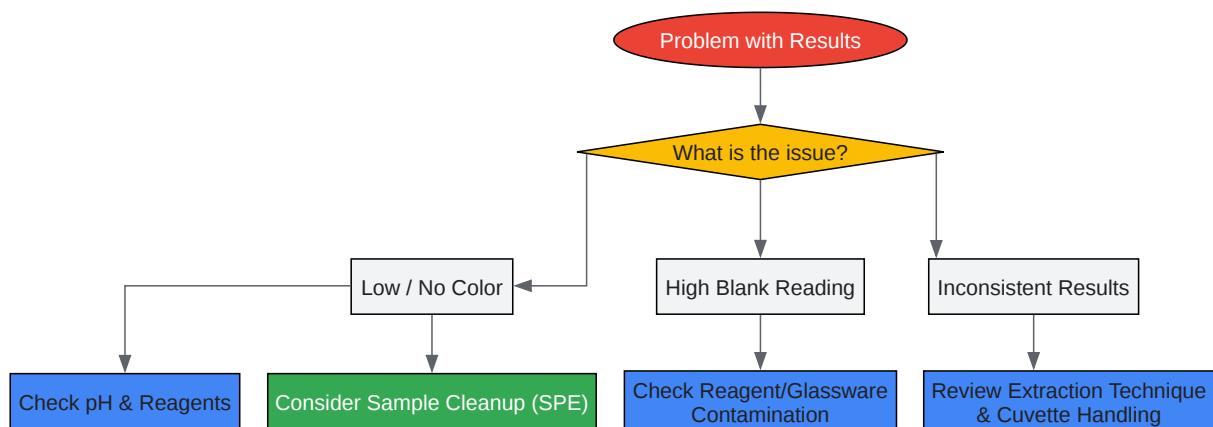 Problem with Results
What is the issue?
Low / No Color
High Blank Reading
Inconsistent Results
Check pH & Reagents
Consider Sample Cleanup (SPE)
Check Reagent/Glassware
Contamination
Review Extraction Technique
& Cuvette Handling